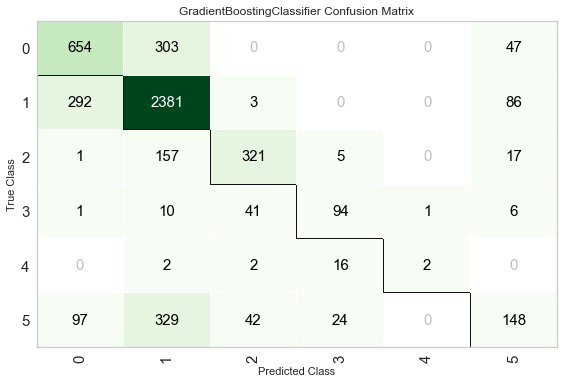 GradientBoostingClassifier Confusion Matrix
0 654 303 0 0 0 47
1 292 2381 3 0 0 86
2 1 157 321 5 0 17
3 1 10 41 94 1 6
4 0 2 2 16 2 0
5 97 329 42 24 0 148
True Class
0 1 2 3 4 5
Predicted Class